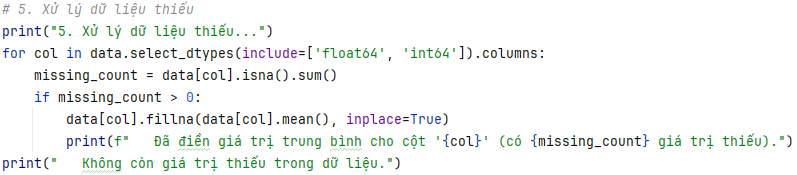 # 5. Xử lý dữ liệu thiếu
print("5. Xử lý dữ liệu thiếu...")
for col in data.select_dtypes(include=['float64', 'int64']).columns:
    missing_count = data[col].isna().sum()
    if missing_count > 0:
        data[col].fillna(data[col].mean(), inplace=True)
        print(f"   Đã điền giá trị trung bình cho cột '{col}' (có {missing_count} giá trị thiếu).")
print("   Không còn giá trị thiếu trong dữ liệu.")